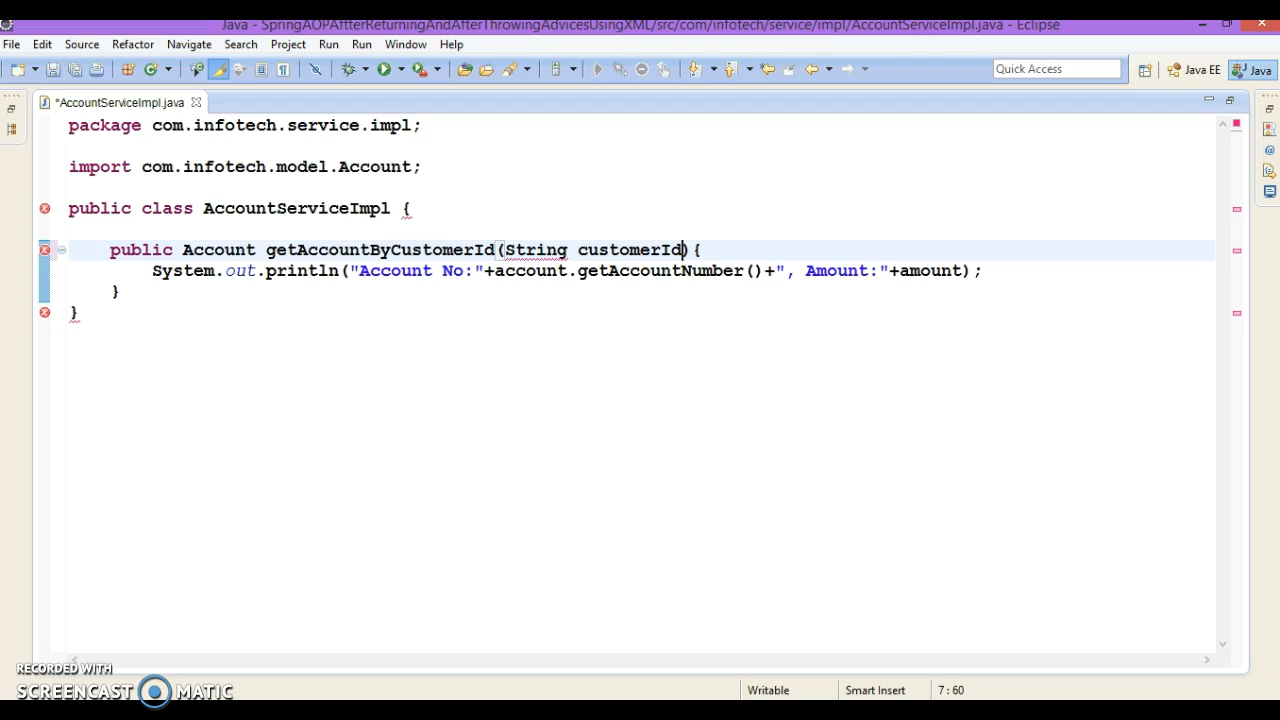 Java - SpringAOPAftterReturningAndAfterThrowingAdvicesUsingXML/src/com/infotech/service/impl/AccountServiceImpl.java - Eclipse
File Edit Source Refactor Navigate Search Project Run Run Window Help
Quick Access Java EE Java
*AccountServiceImpl.java
package com.infotech.service.impl;
import com.infotech.model.Account;
public class AccountServiceImpl {
public Account getAccountByCustomerId(String customerId){
System.out.println("Account No:"+account.getAccountNumber()+", Amount:"+amount);
}
}
RECORDED WITH
SCREENCAST MATIC
Writable Smart Insert 7 : 60